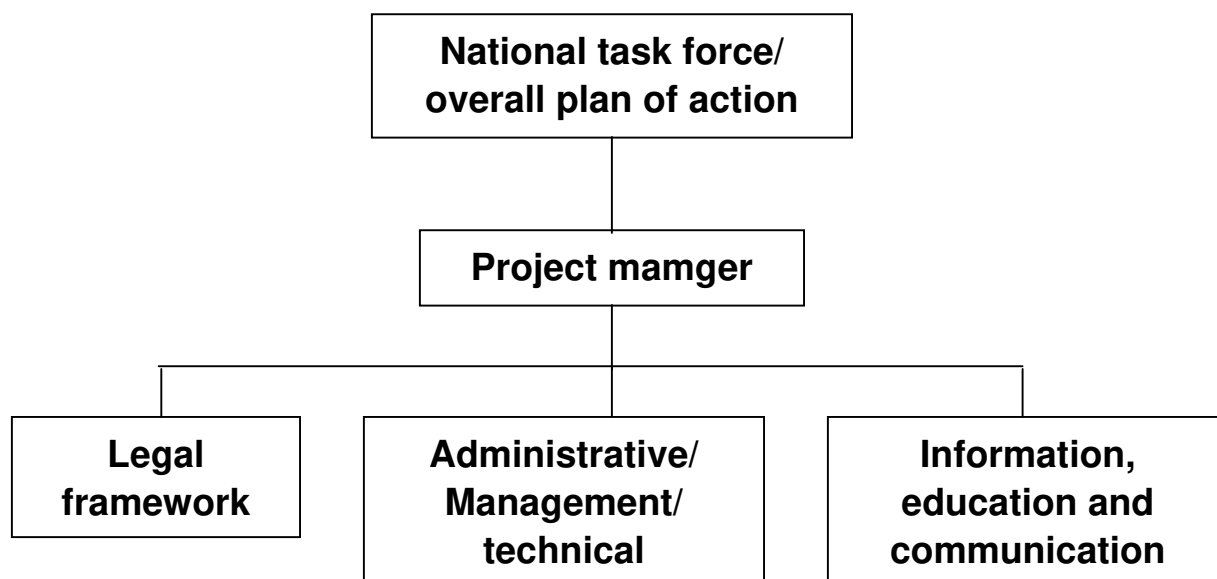 National task force/
overall plan of action
Project mamger
Legal
framework
Administrative/
Management/
technical
Information,
education and
communication